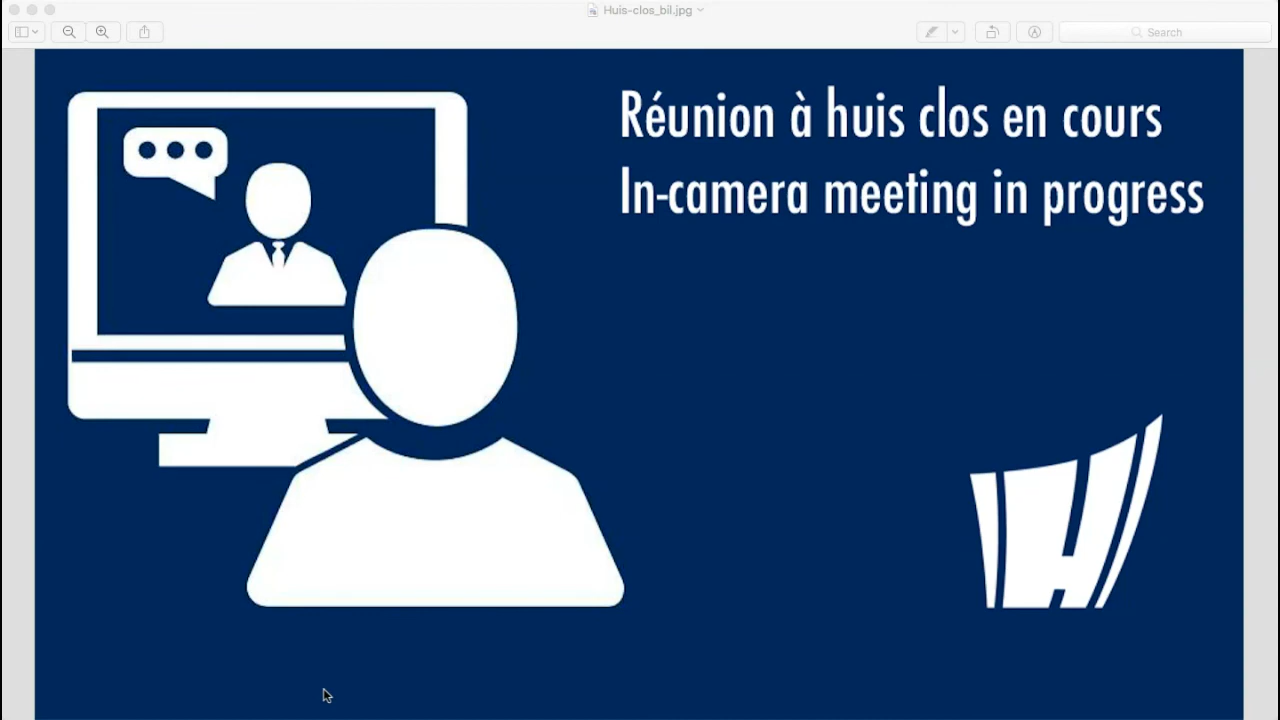 Huis-clos_bil.jpg
Search
Réunion à huis clos en cours
In-camera meeting in progress
H